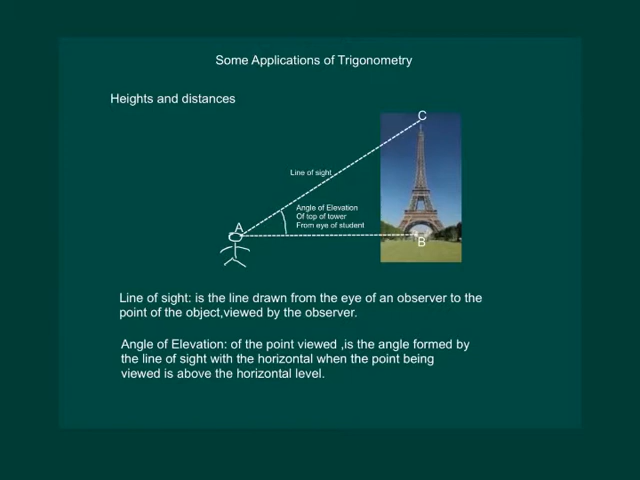 Some Applications of Trigonometry
Heights and distances
C
Line of sight
Angle of Elevation
Of top of tower
From eye of student
A
B
Line of sight: is the line drawn from the eye of an observer to the
point of the object,viewed by the observer.
Angle of Elevation: of the point viewed ,is the angle formed by
the line of sight with the horizontal when the point being
viewed is above the horizontal level.